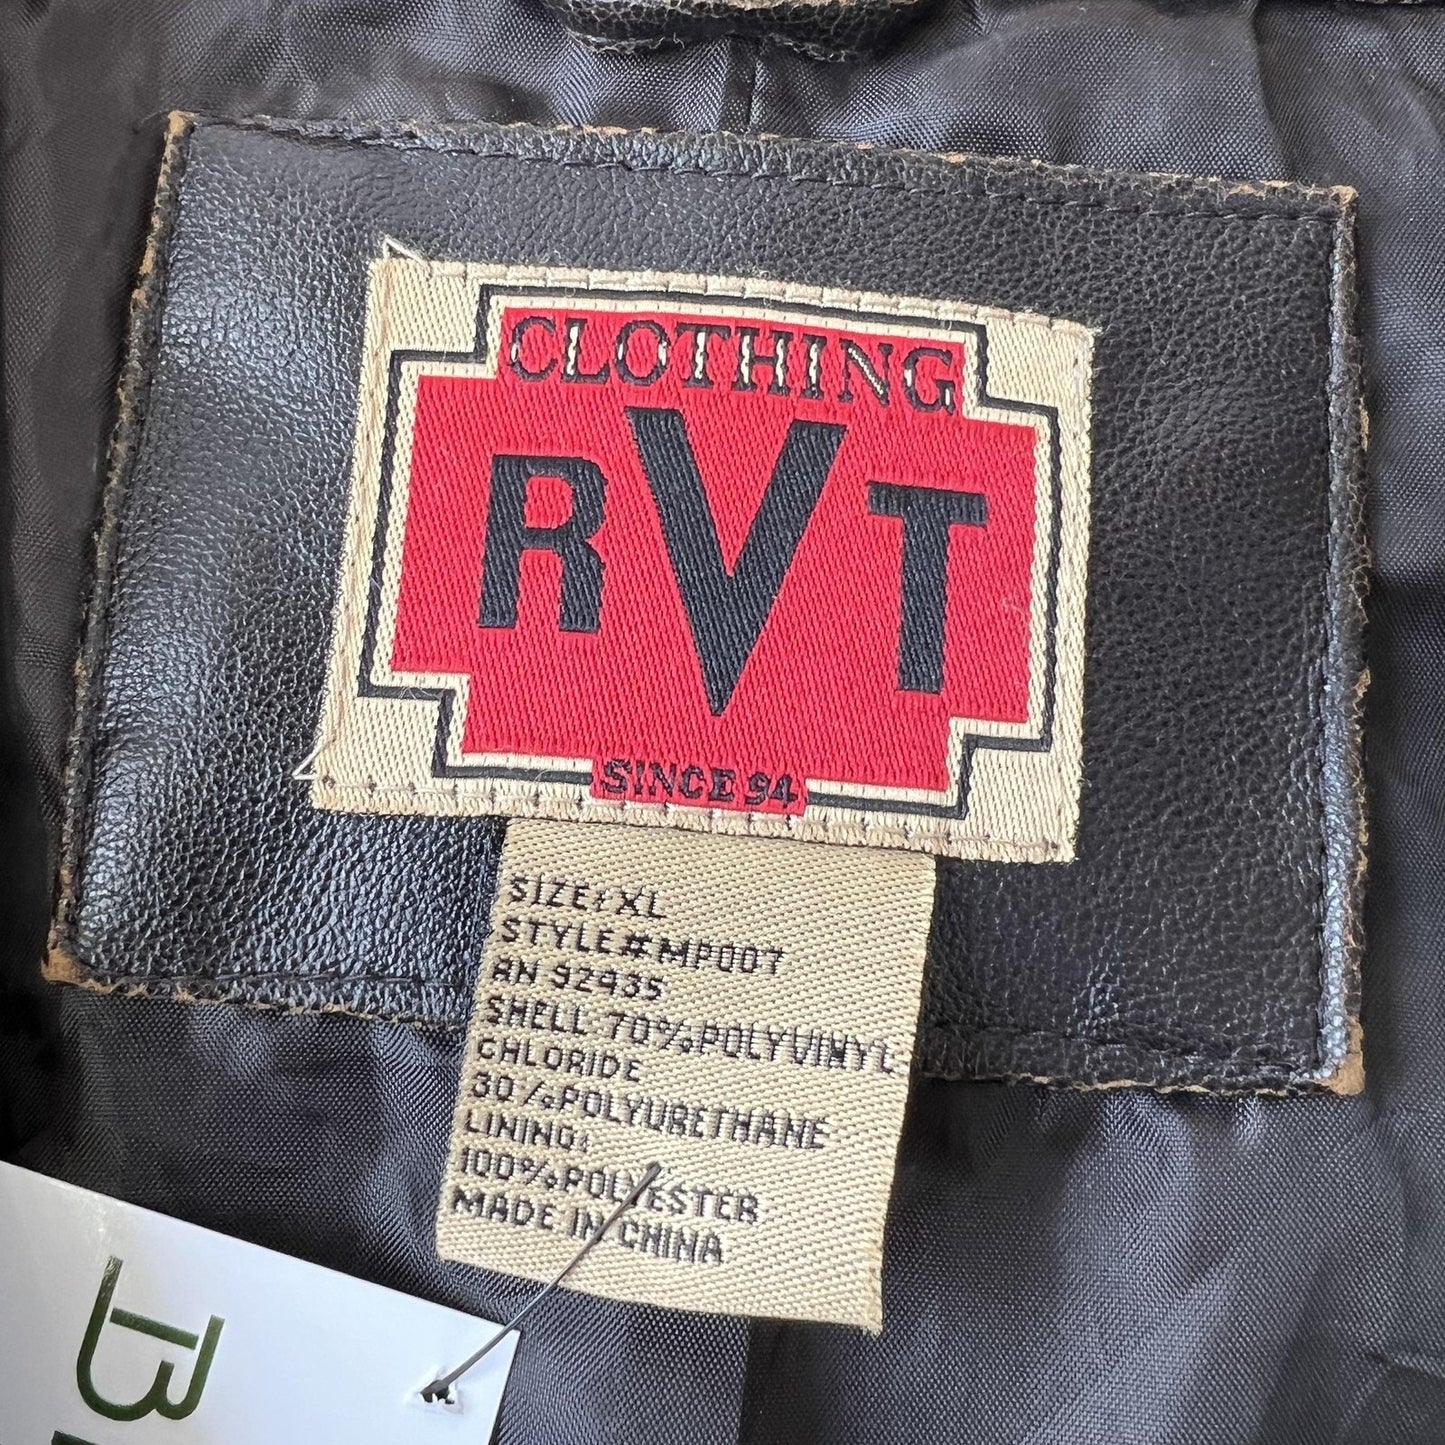 CLOTHING
RVT
SINCE 94
SIZE: XL
STYLE#MP007
RN 92935
SHELL 70%POLYVINYL
CHLORIDE
30%POLYURETHANE
LINING:
100%POLYESTER
MADE IN CHINA